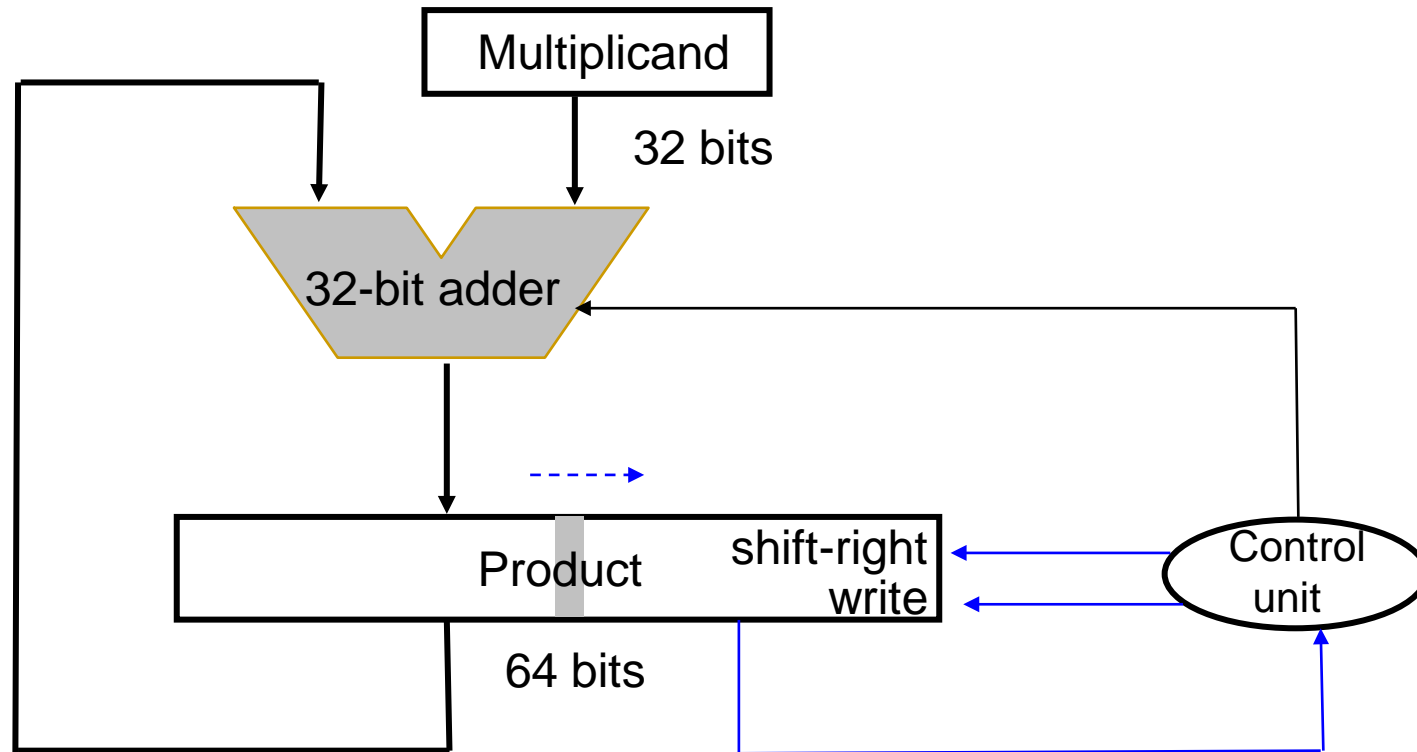 Multiplicand
32 bits
32-bit adder
Product
shift-right
write
Control
unit
64 bits